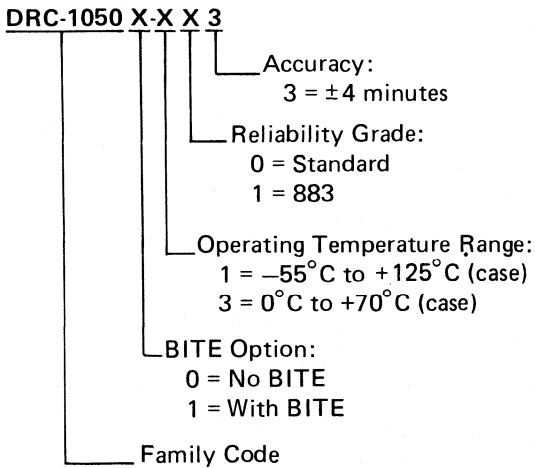 DRC-1050 X-X X 3
Accuracy:
3 = ±4 minutes
Reliability Grade:
0 = Standard
1 = 883
Operating Temperature Range:
1 = −55°C to +125°C (case)
3 = 0°C to +70°C (case)
BITE Option:
0 = No BITE
1 = With BITE
Family Code